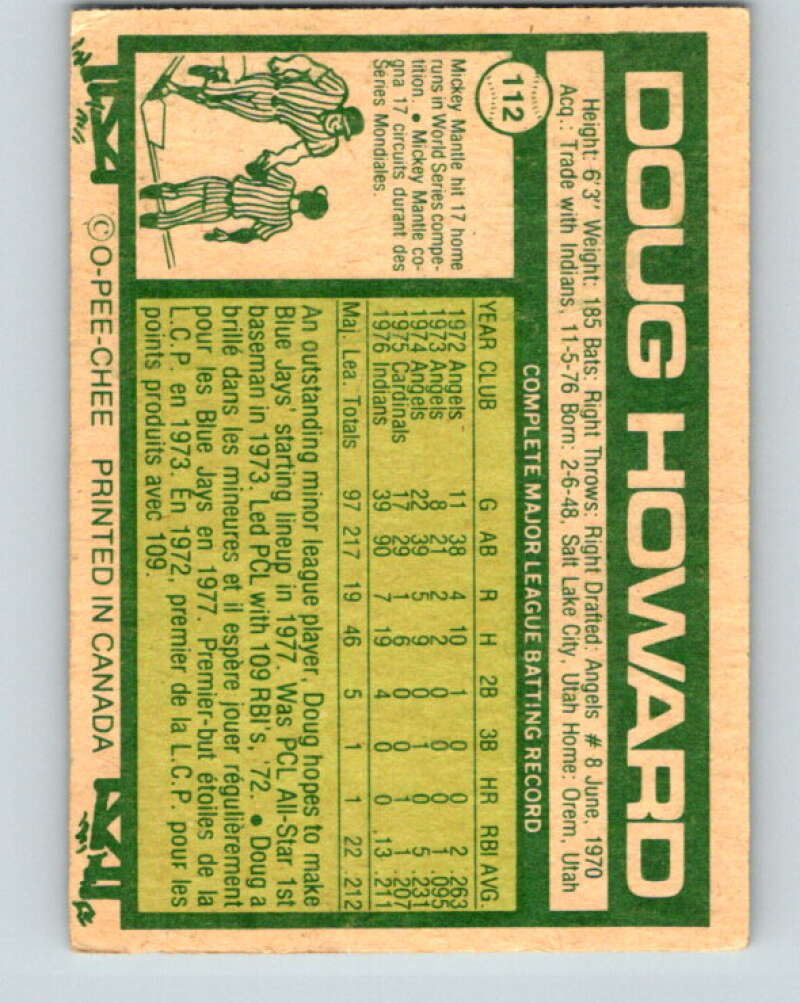 DOUG HOWARD
Height: 6'3" Weight: 185 Bats: Right Throws: Right Drafted: Angels # 8 June, 1970
Acq.: Trade with Indians, 11-5-76 Born: 2-6-48, Salt Lake City, Utah Home: Orem, Utah
112
COMPLETE MAJOR LEAGUE BATTING RECORD
Mickey Mantle hit 17 home
runs in World Series compe-
tition. • Mickey Mantle co-
gna 17 circuits durant des
Séries Mondiales.
YEAR CLUB G AB R H 2B 3B HR RBI AVG.
1972 Angels 11 38 4 10 1 0 0 2 .263
1973 Angels 8 21 2 2 0 0 0 1 .095
1974 Angels 22 39 5 9 0 1 0 5 .231
1975 Cardinals 17 29 1 6 0 0 1 1 .207
1976 Indians 39 90 7 19 4 0 0 13 .211
Maj. Lea. Totals 97 217 19 46 5 1 1 22 .212
An outstanding minor league player, Doug hopes to make
Blue Jays' starting lineup in 1977. Was PCL All-Star 1st
baseman in 1973. Led PCL with 109 RBI's, '72. • Doug a
brillé dans les mineures et il espère jouer régulièrement
pour les Blue Jays en 1977. Premier-but étoiles de la
L.C.P. en 1973. En 1972, premier de la L.C.P. pour les
points produits avec 109.
© O-PEE-CHEE PRINTED IN CANADA